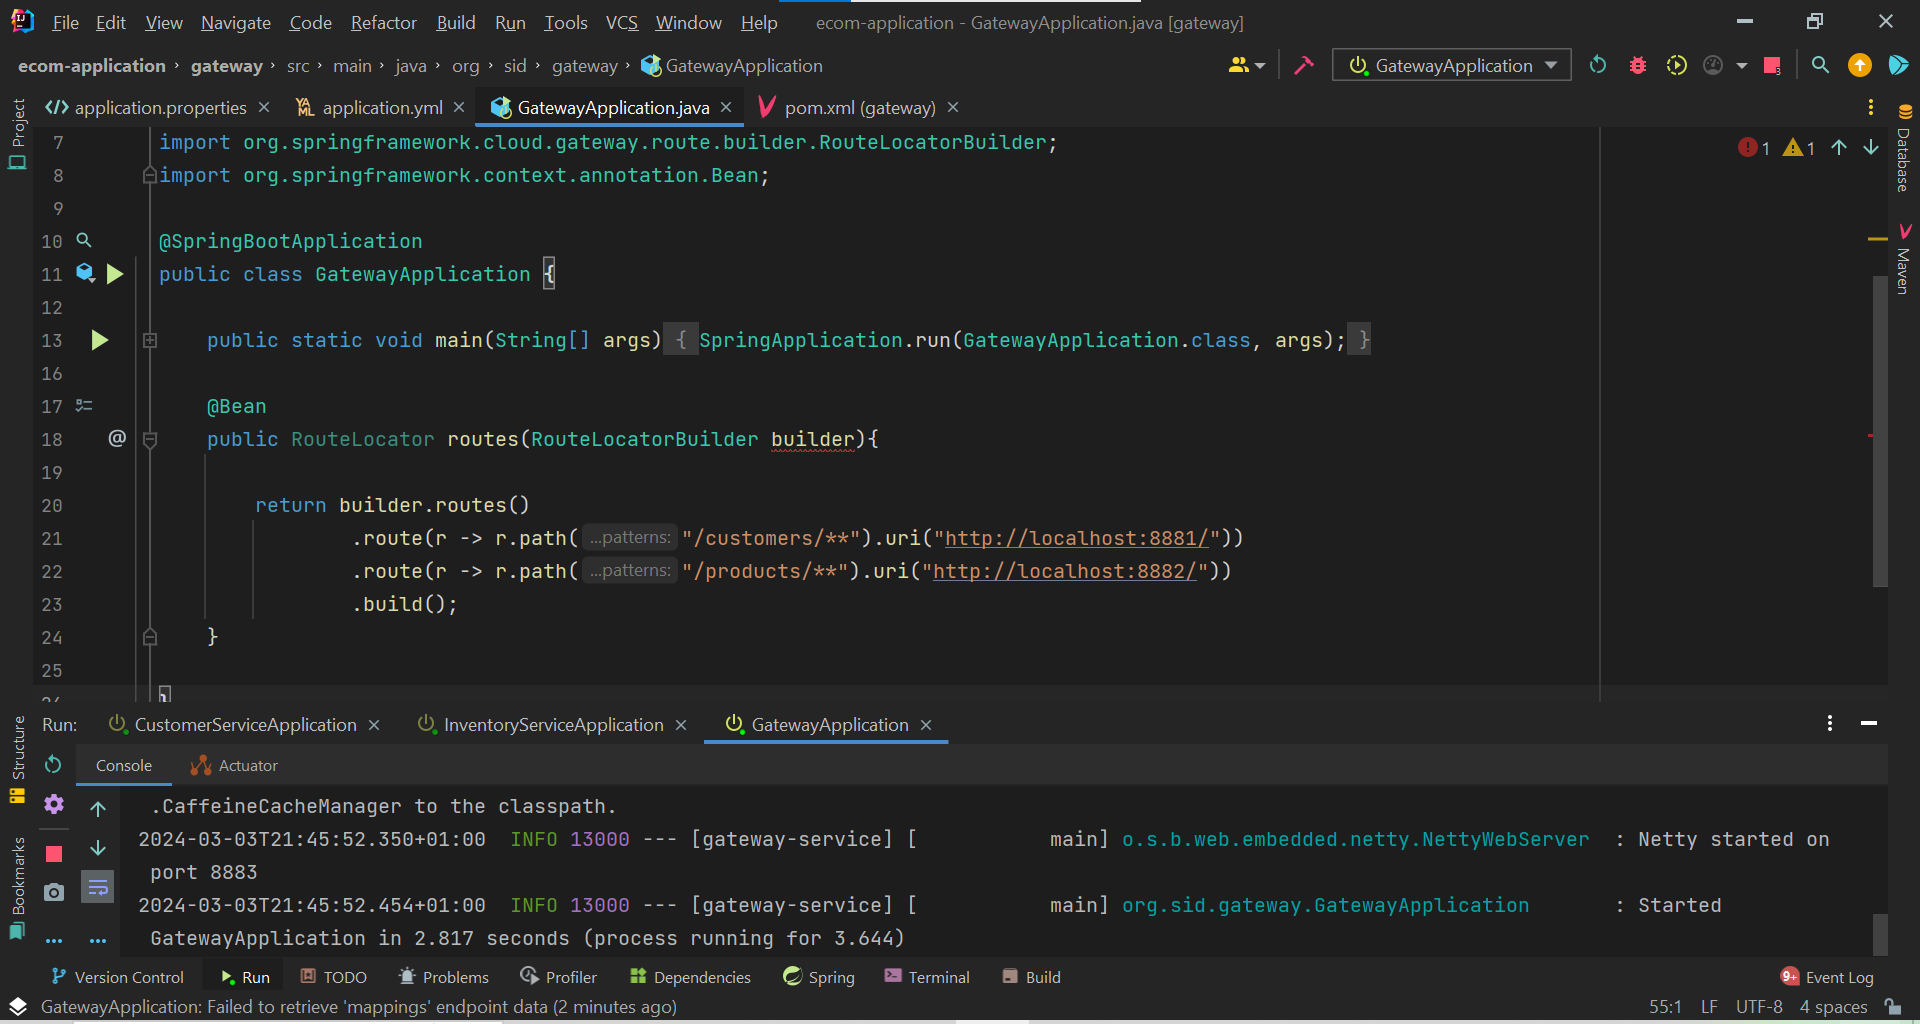 File Edit View Navigate Code Refactor Build Run Tools VCS Window Help ecom-application - GatewayApplication.java [gateway]
ecom-application › gateway › src › main › java › org › sid › gateway › GatewayApplication
GatewayApplication
application.properties
application.yml
GatewayApplication.java
pom.xml (gateway)
Project
Database
Maven
1 1
7 import org.springframework.cloud.gateway.route.builder.RouteLocatorBuilder;
8 import org.springframework.context.annotation.Bean;
9
10 @SpringBootApplication
11 public class GatewayApplication {
12
13 public static void main(String[] args) { SpringApplication.run(GatewayApplication.class, args); }
16
17 @Bean
18 public RouteLocator routes(RouteLocatorBuilder builder){
19
20 return builder.routes()
21 .route(r -> r.path( ...patterns: "/customers/**").uri("http://localhost:8881/"))
22 .route(r -> r.path( ...patterns: "/products/**").uri("http://localhost:8882/"))
23 .build();
24 }
25
}
Structure
Bookmarks
Run: CustomerServiceApplication InventoryServiceApplication GatewayApplication
Console Actuator
.CaffeineCacheManager to the classpath.
2024-03-03T21:45:52.350+01:00 INFO 13000 --- [gateway-service] [ main] o.s.b.web.embedded.netty.NettyWebServer : Netty started on
port 8883
2024-03-03T21:45:52.454+01:00 INFO 13000 --- [gateway-service] [ main] org.sid.gateway.GatewayApplication : Started
GatewayApplication in 2.817 seconds (process running for 3.644)
Version Control Run TODO Problems Profiler Dependencies Spring Terminal Build 9+ Event Log
GatewayApplication: Failed to retrieve 'mappings' endpoint data (2 minutes ago) 55:1 LF UTF-8 4 spaces